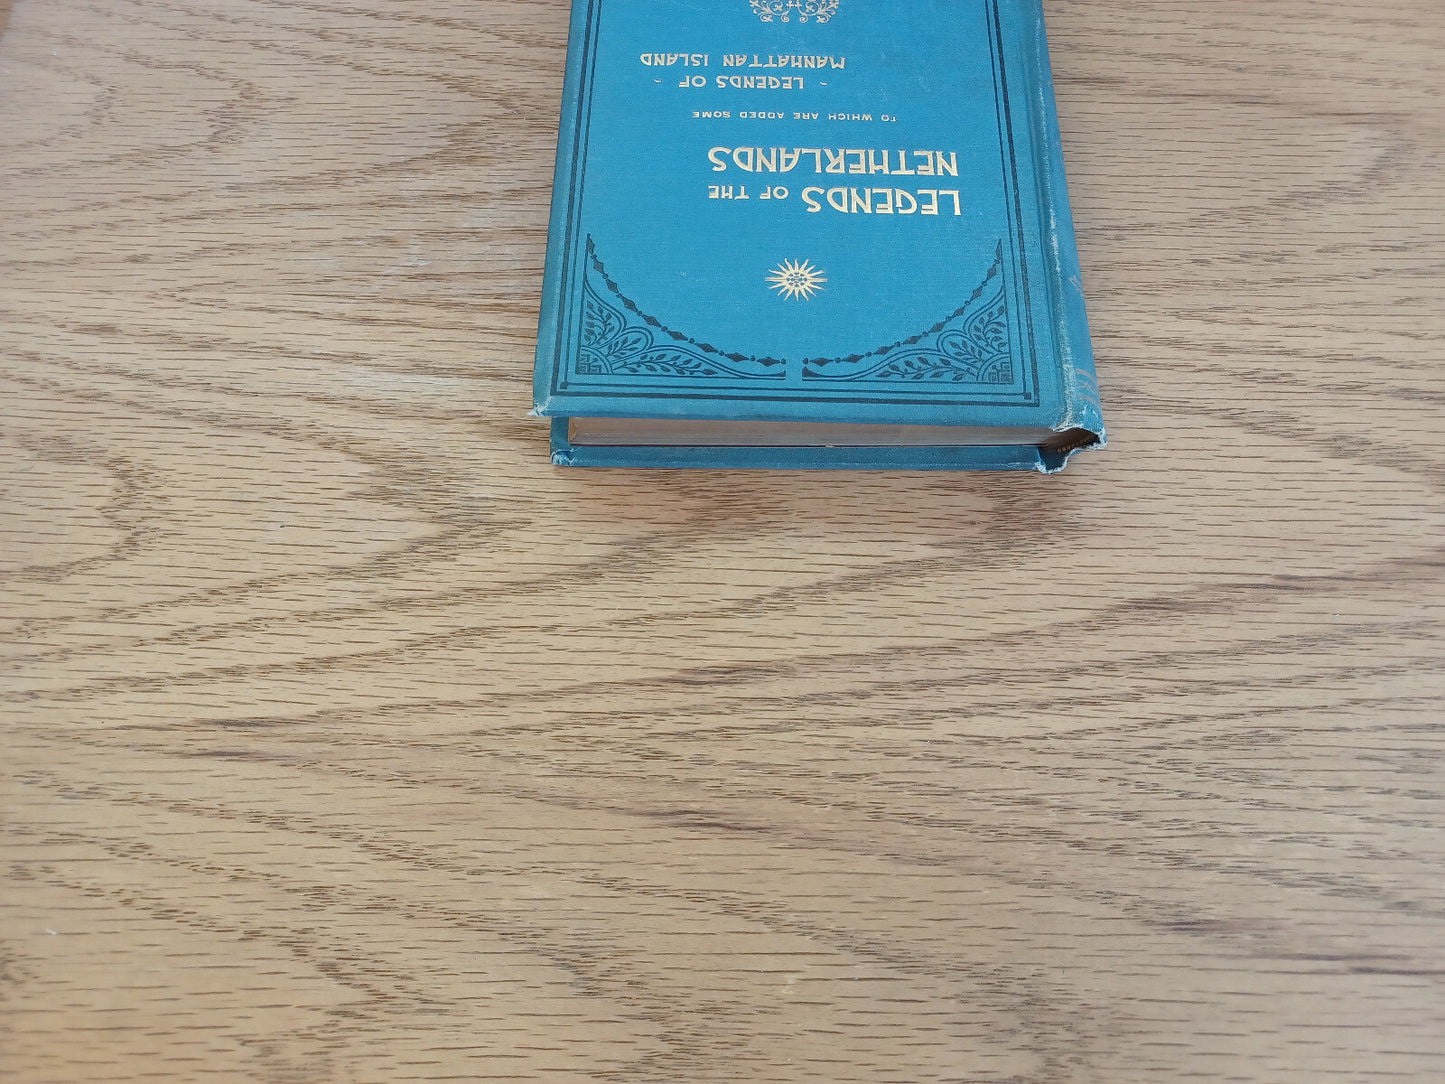 LEGENDS OF THE
NETHERLANDS
TO WHICH ARE ADDED SOME
~ LEGENDS OF ~
MANHATTAN ISLAND